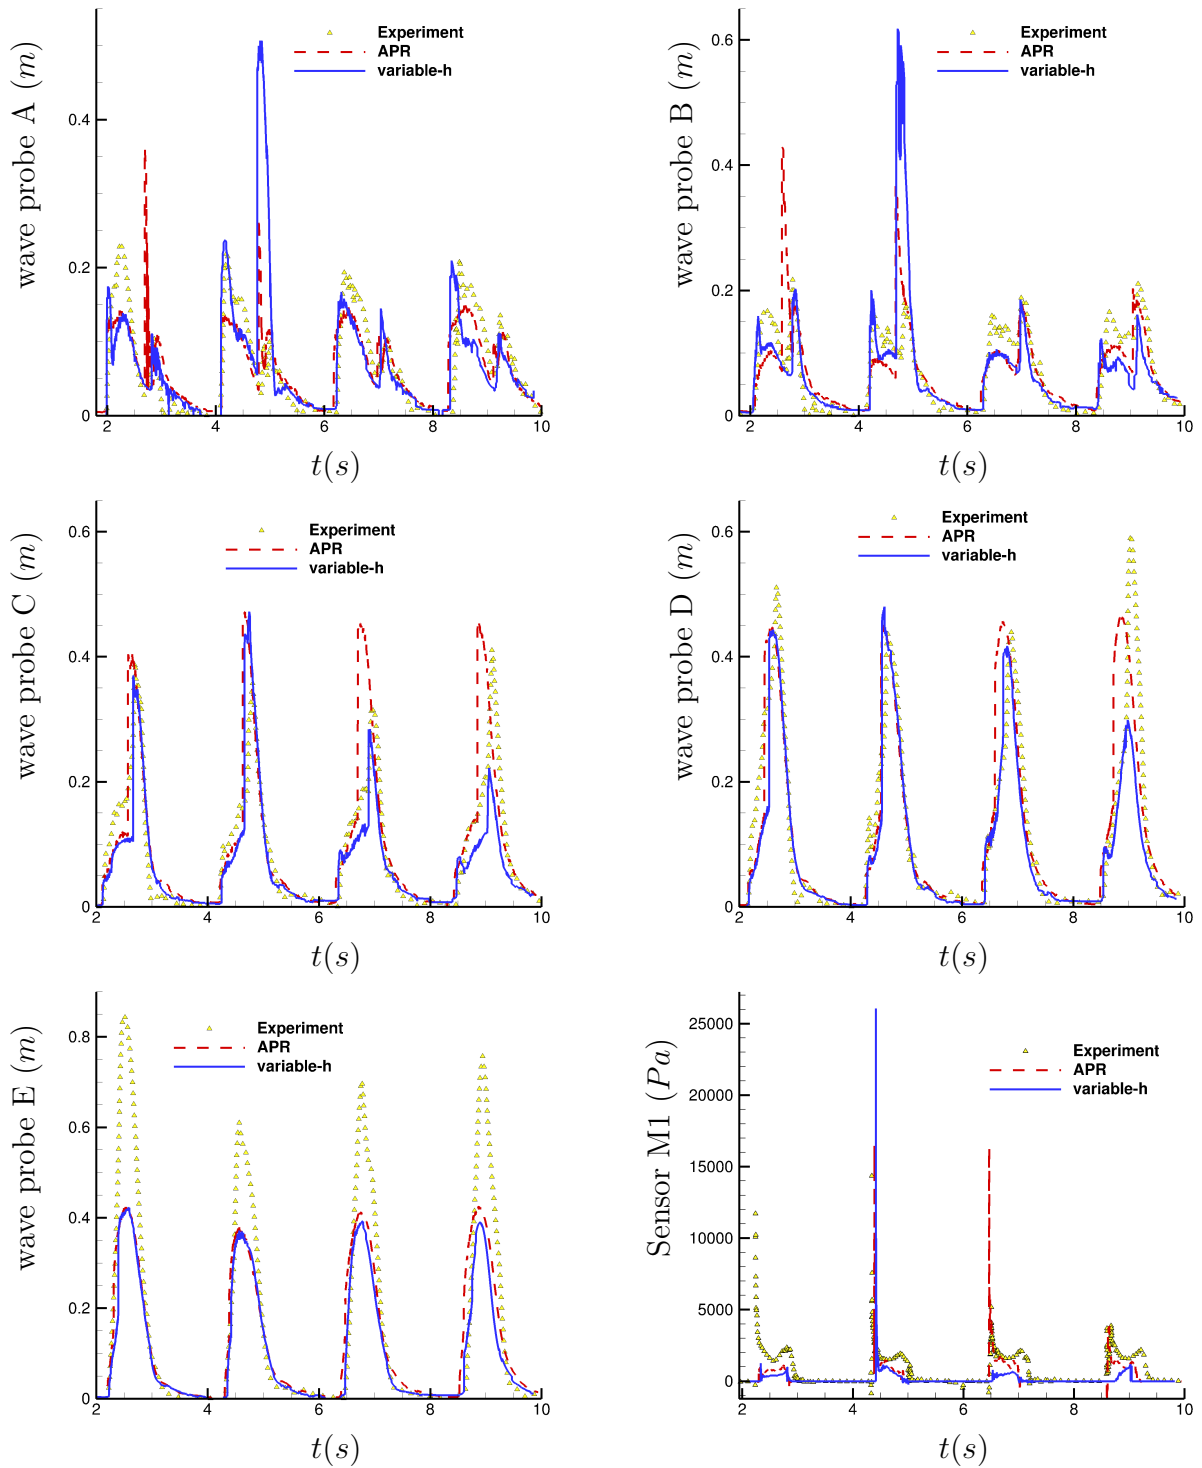 wave probe A (m)
Experiment
APR
variable-h
0.4
0.2
0
2 4 6 8 10
t(s)
wave probe B (m)
Experiment
APR
variable-h
0.6
0.4
0.2
0
2 4 6 8 10
t(s)
wave probe C (m)
Experiment
APR
variable-h
0.6
0.4
0.2
0
2 4 6 8 10
t(s)
wave probe D (m)
Experiment
APR
variable-h
0.6
0.4
0.2
0
2 4 6 8 10
t(s)
wave probe E (m)
Experiment
APR
variable-h
0.8
0.6
0.4
0.2
0
2 4 6 8 10
t(s)
Sensor M1 (Pa)
Experiment
APR
variable-h
25000
20000
15000
10000
5000
0
2 4 6 8 10
t(s)